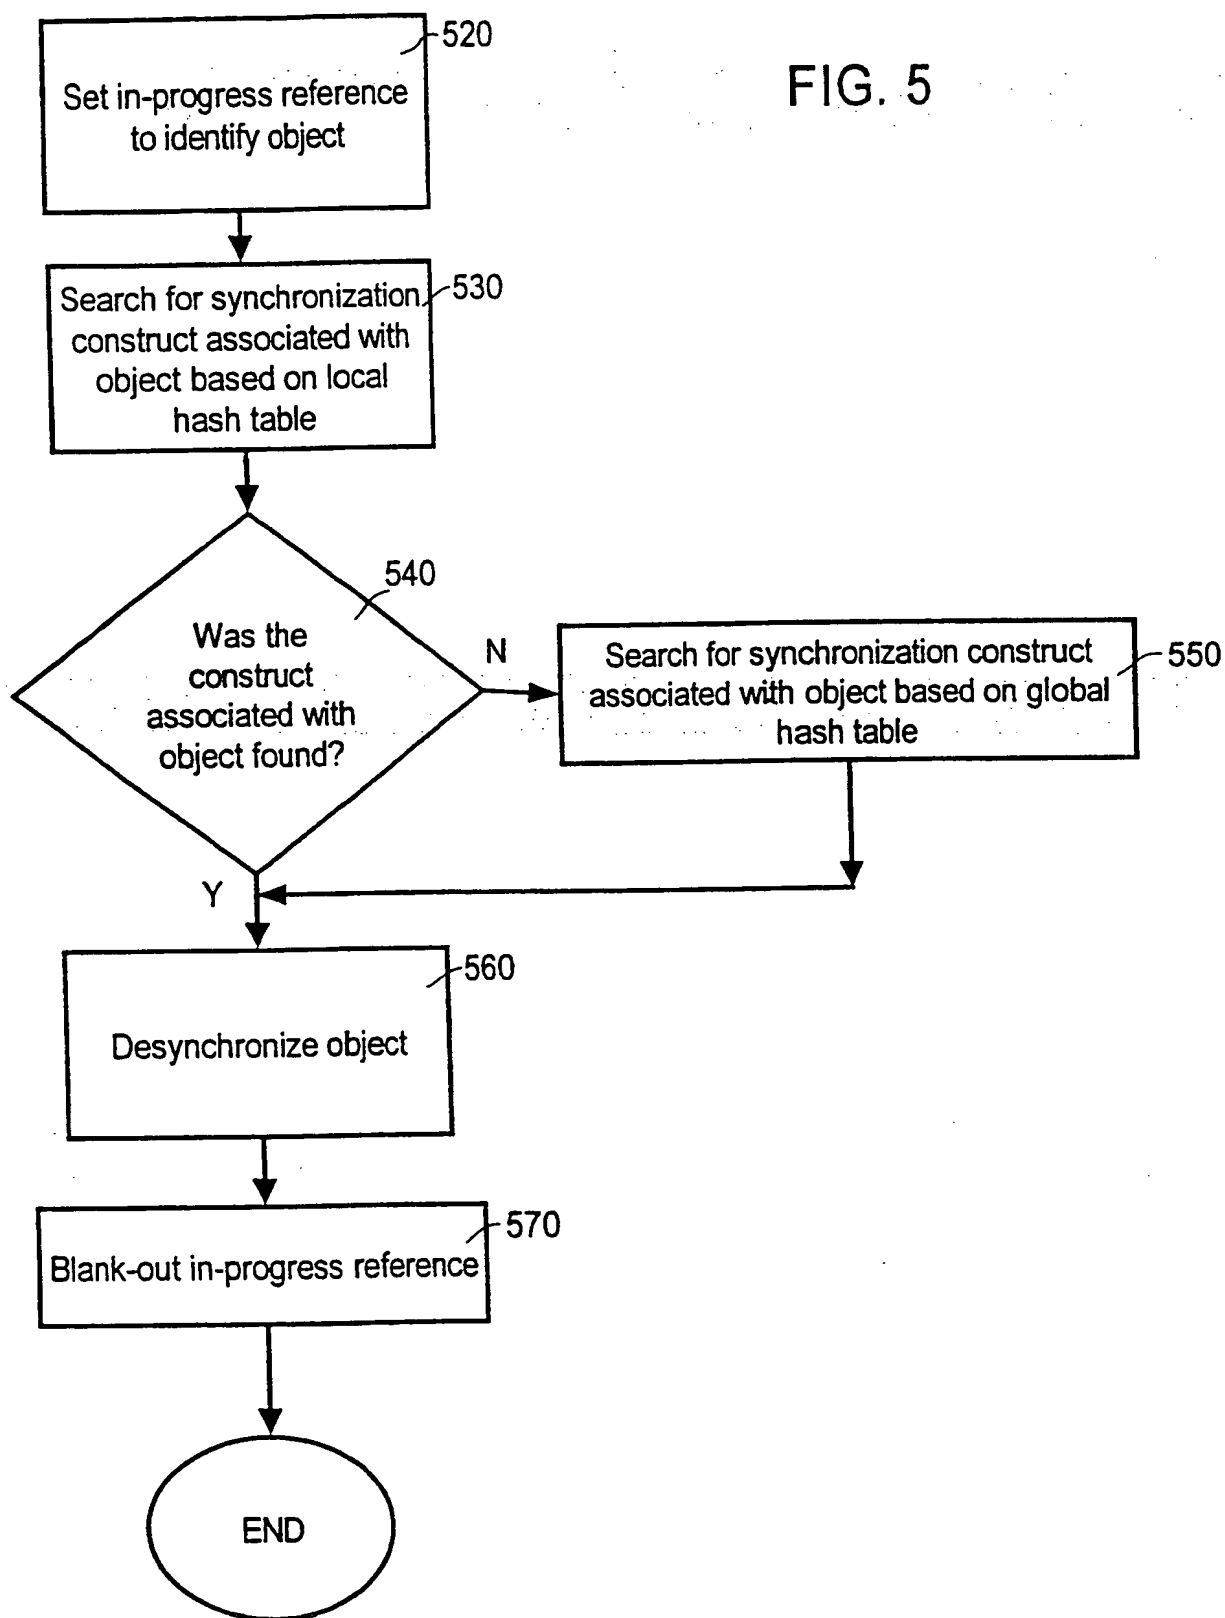 520
FIG. 5
Set in-progress reference
to identify object
530
Search for synchronization
construct associated with
object based on local
hash table
540
Was the
construct
associated with
object found?
N
Search for synchronization construct
associated with object based on global
hash table
550
Y
560
Desynchronize object
570
Blank-out in-progress reference
END